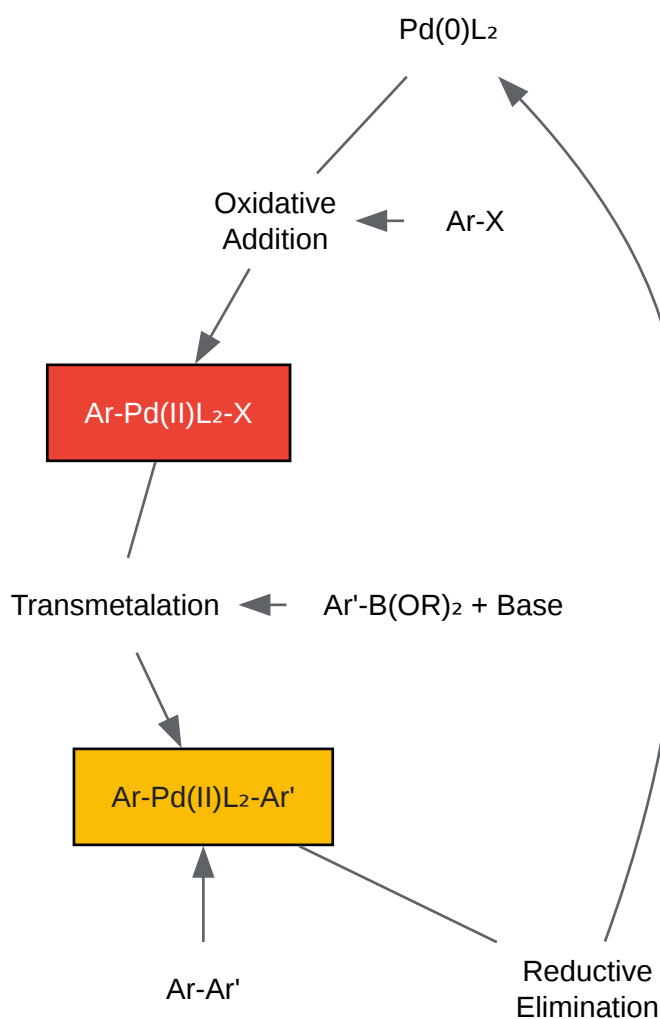 Pd(0)L₂
Oxidative
Addition
Ar-X
Ar-Pd(II)L₂-X
Transmetalation
Ar'-B(OR)₂ + Base
Ar-Pd(II)L₂-Ar'
Ar-Ar'
Reductive
Elimination